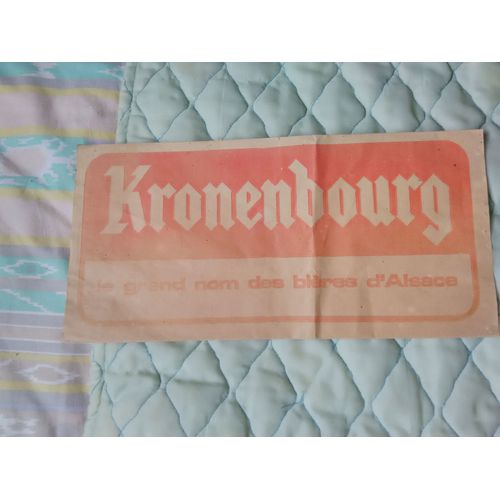 Kronenbourg
le grand nom des bières d'Alsace